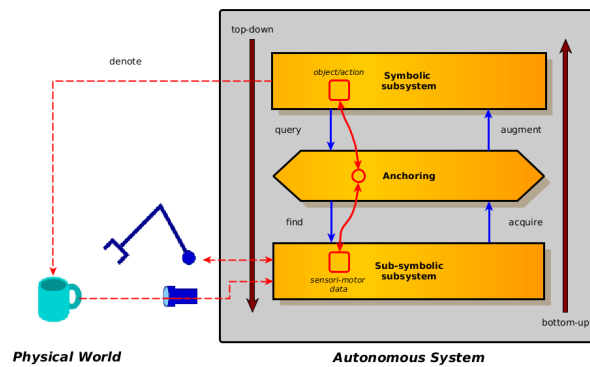 top-down
denote
object/action
Symbolic
subsystem
query
augment
Anchoring
find
acquire
Sub-symbolic
subsystem
sensori-motor
data
bottom-up
Physical World
Autonomous System